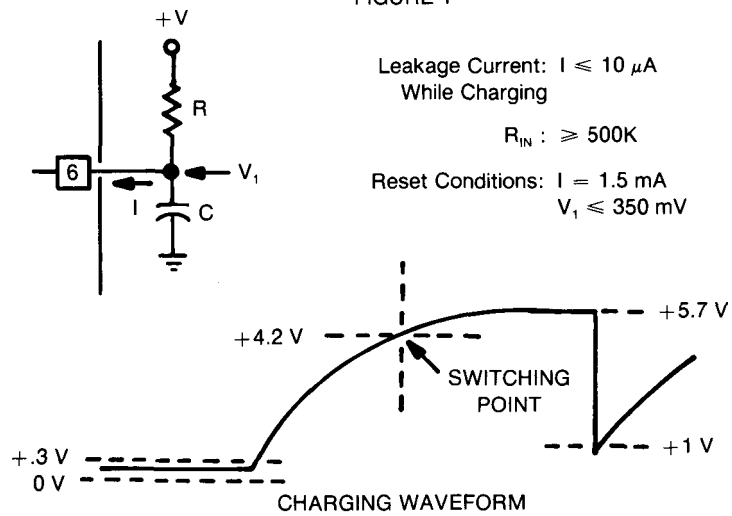 FIGURE 1
+V
R
6
V₁
I
C
Leakage Current: I ⩽ 10 μA
While Charging
R_IN : ⩾ 500K
Reset Conditions: I = 1.5 mA
V₁ ⩽ 350 mV
+4.2 V
+5.7 V
SWITCHING
POINT
+1 V
+.3 V
0 V
CHARGING WAVEFORM